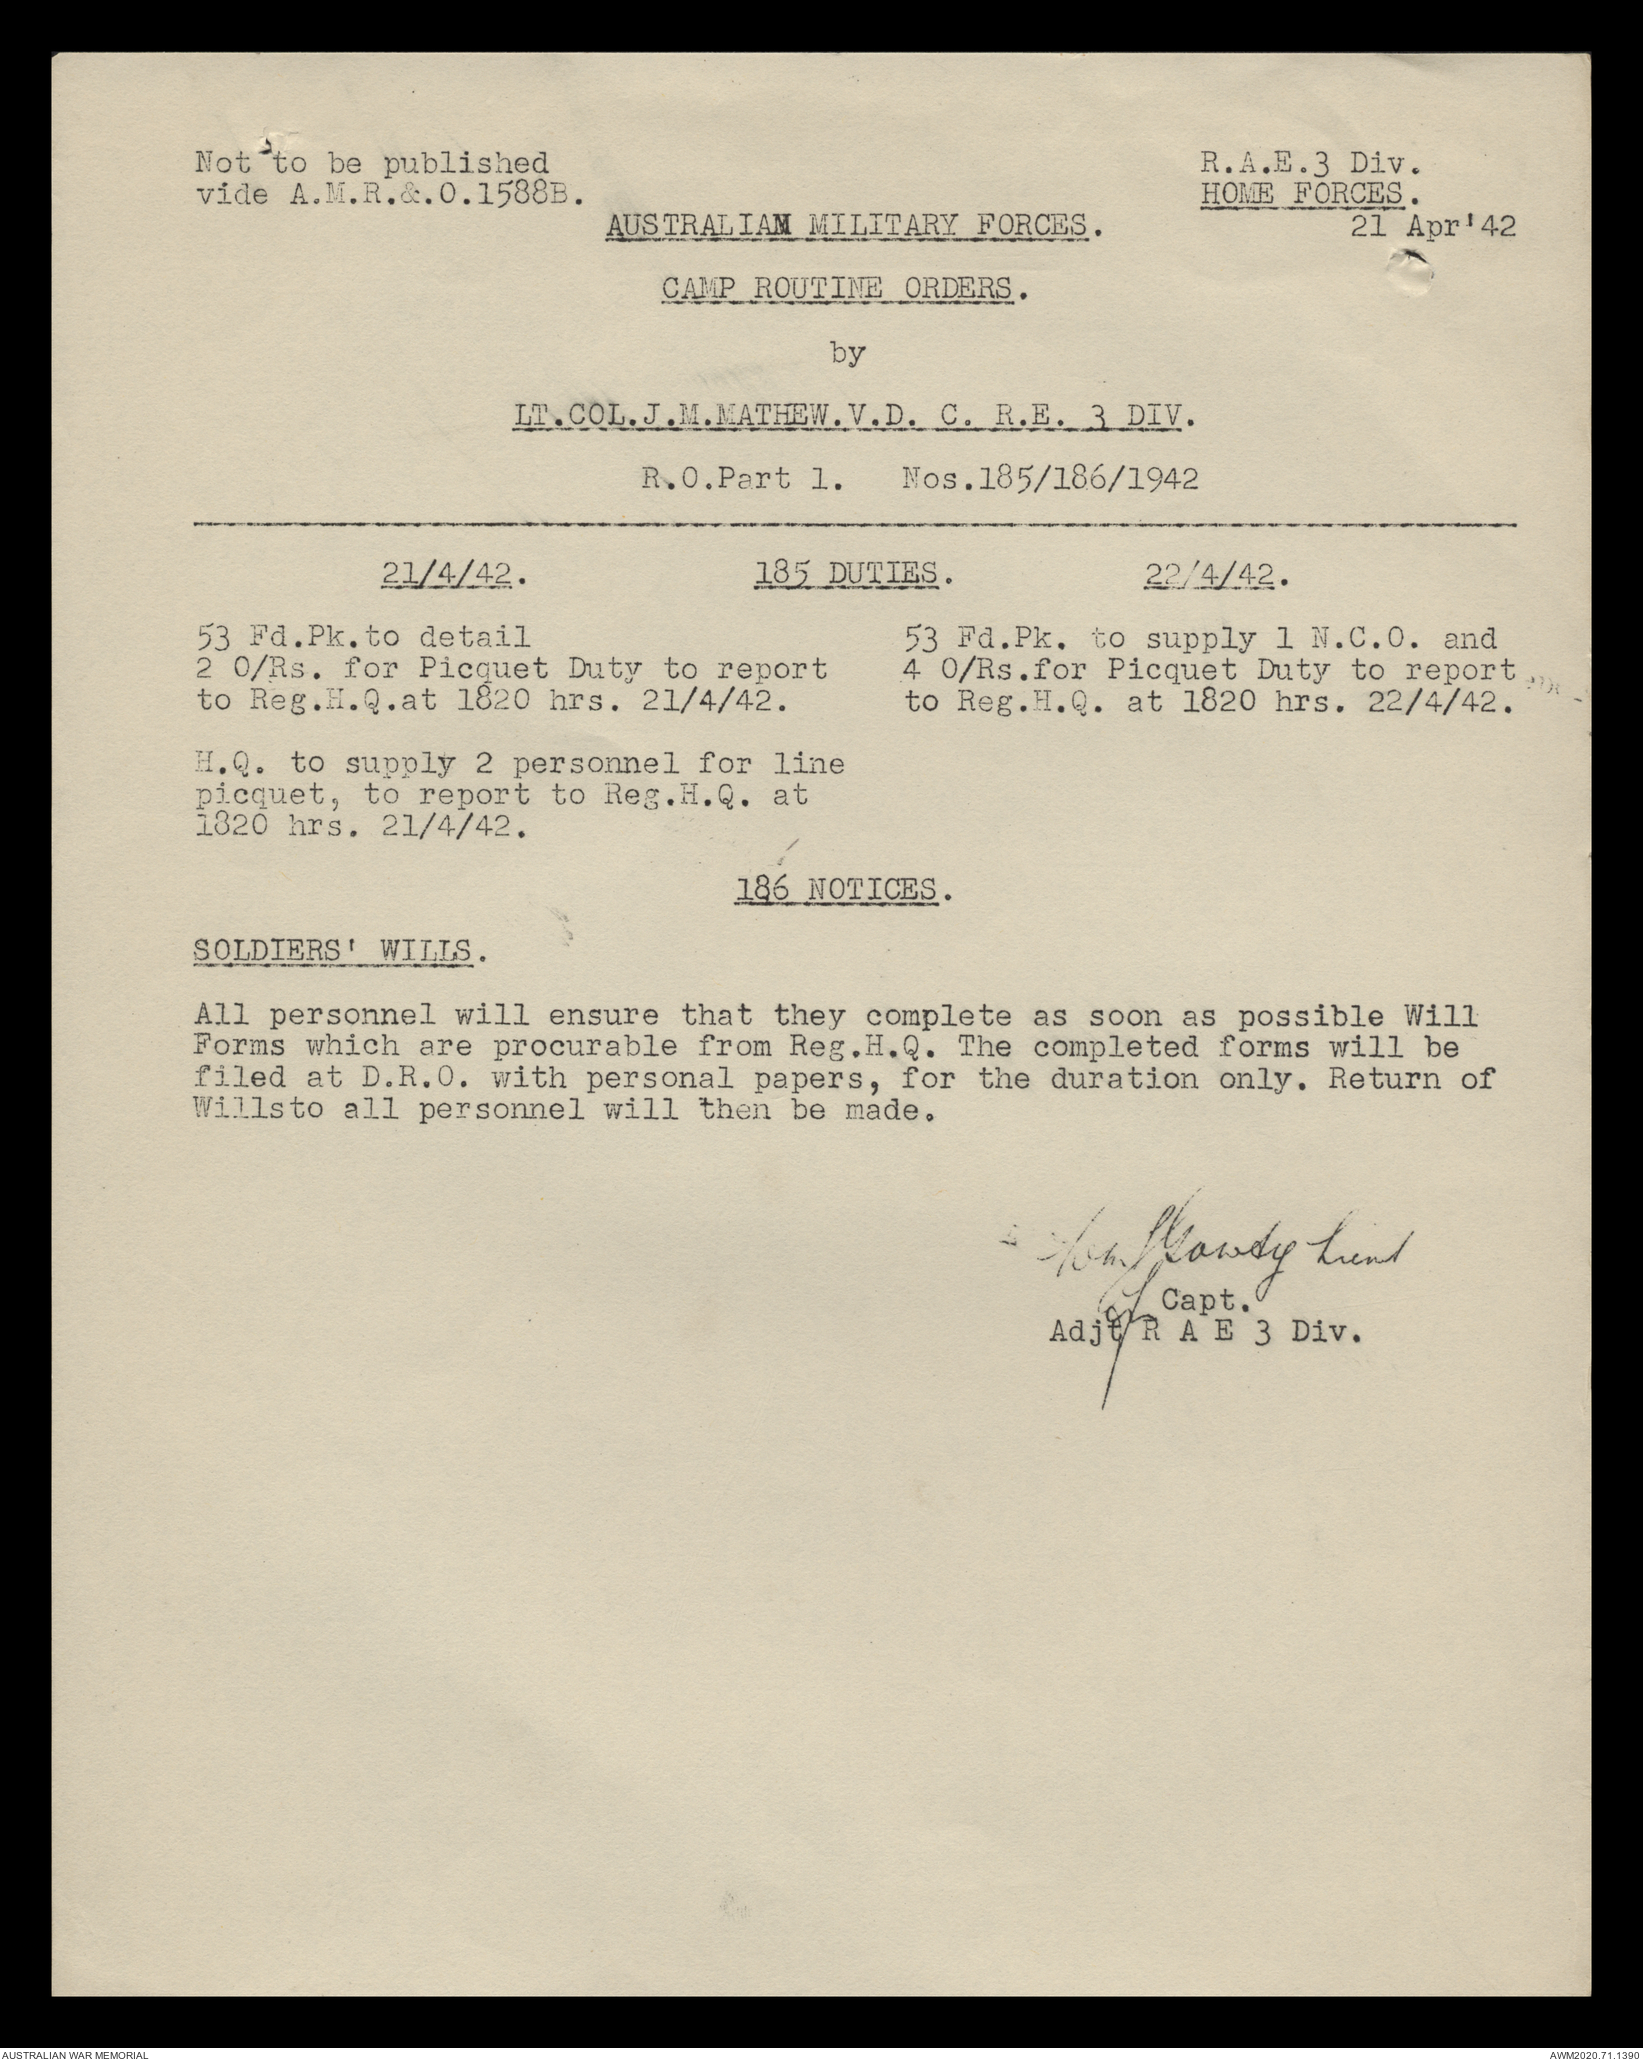 Not to be published
vide A.M.R.&.O.1588B.
R.A.E.3 Div.
HOME FORCES.
21 Apr'42
AUSTRALIAN MILITARY FORCES.
CAMP ROUTINE ORDERS.
by
LT.COL.J.M.MATHEW.V.D. C. R.E. 3 DIV.
R.O.Part 1. Nos.185/186/1942
21/4/42. 185 DUTIES. 22/4/42.
53 Fd.Pk.to detail
2 O/Rs. for Picquet Duty to report
to Reg.H.Q.at 1820 hrs. 21/4/42.
H.Q. to supply 2 personnel for line
picquet, to report to Reg.H.Q. at
1820 hrs. 21/4/42.
53 Fd.Pk. to supply 1 N.C.O. and
4 O/Rs.for Picquet Duty to report
to Reg.H.Q. at 1820 hrs. 22/4/42.
186 NOTICES.
SOLDIERS' WILLS.
All personnel will ensure that they complete as soon as possible Will
Forms which are procurable from Reg.H.Q. The completed forms will be
filed at D.R.O. with personal papers, for the duration only. Return of
Willsto all personnel will then be made.
Gowdy Lieut
for Capt.
Adjt R A E 3 Div.
AUSTRALIAN WAR MEMORIAL
AWM2020.71.1390